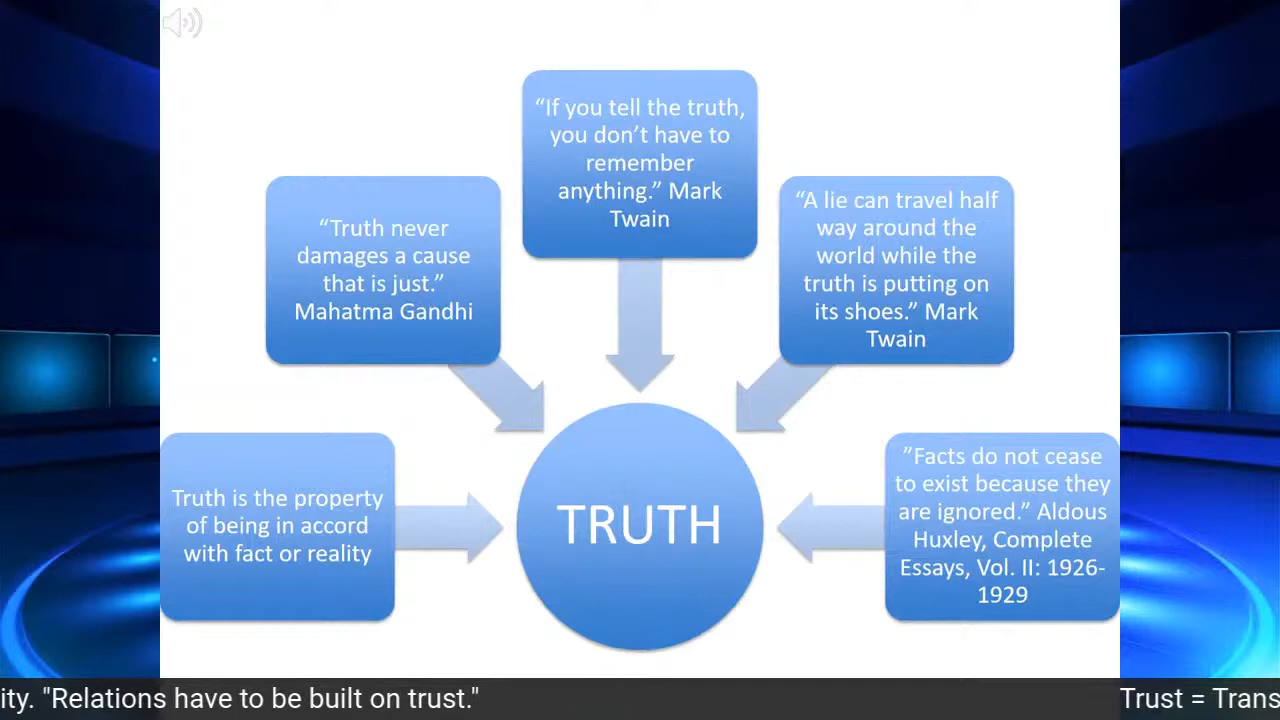 “If you tell the truth,
you don’t have to
remember
anything.” Mark
Twain
“Truth never
damages a cause
that is just.”
Mahatma Gandhi
“A lie can travel half
way around the
world while the
truth is putting on
its shoes.” Mark
Twain
Truth is the property
of being in accord
with fact or reality
TRUTH
”Facts do not cease
to exist because they
are ignored.” Aldous
Huxley, Complete
Essays, Vol. II: 1926-
1929
ity. "Relations have to be built on trust." Trust = Trans